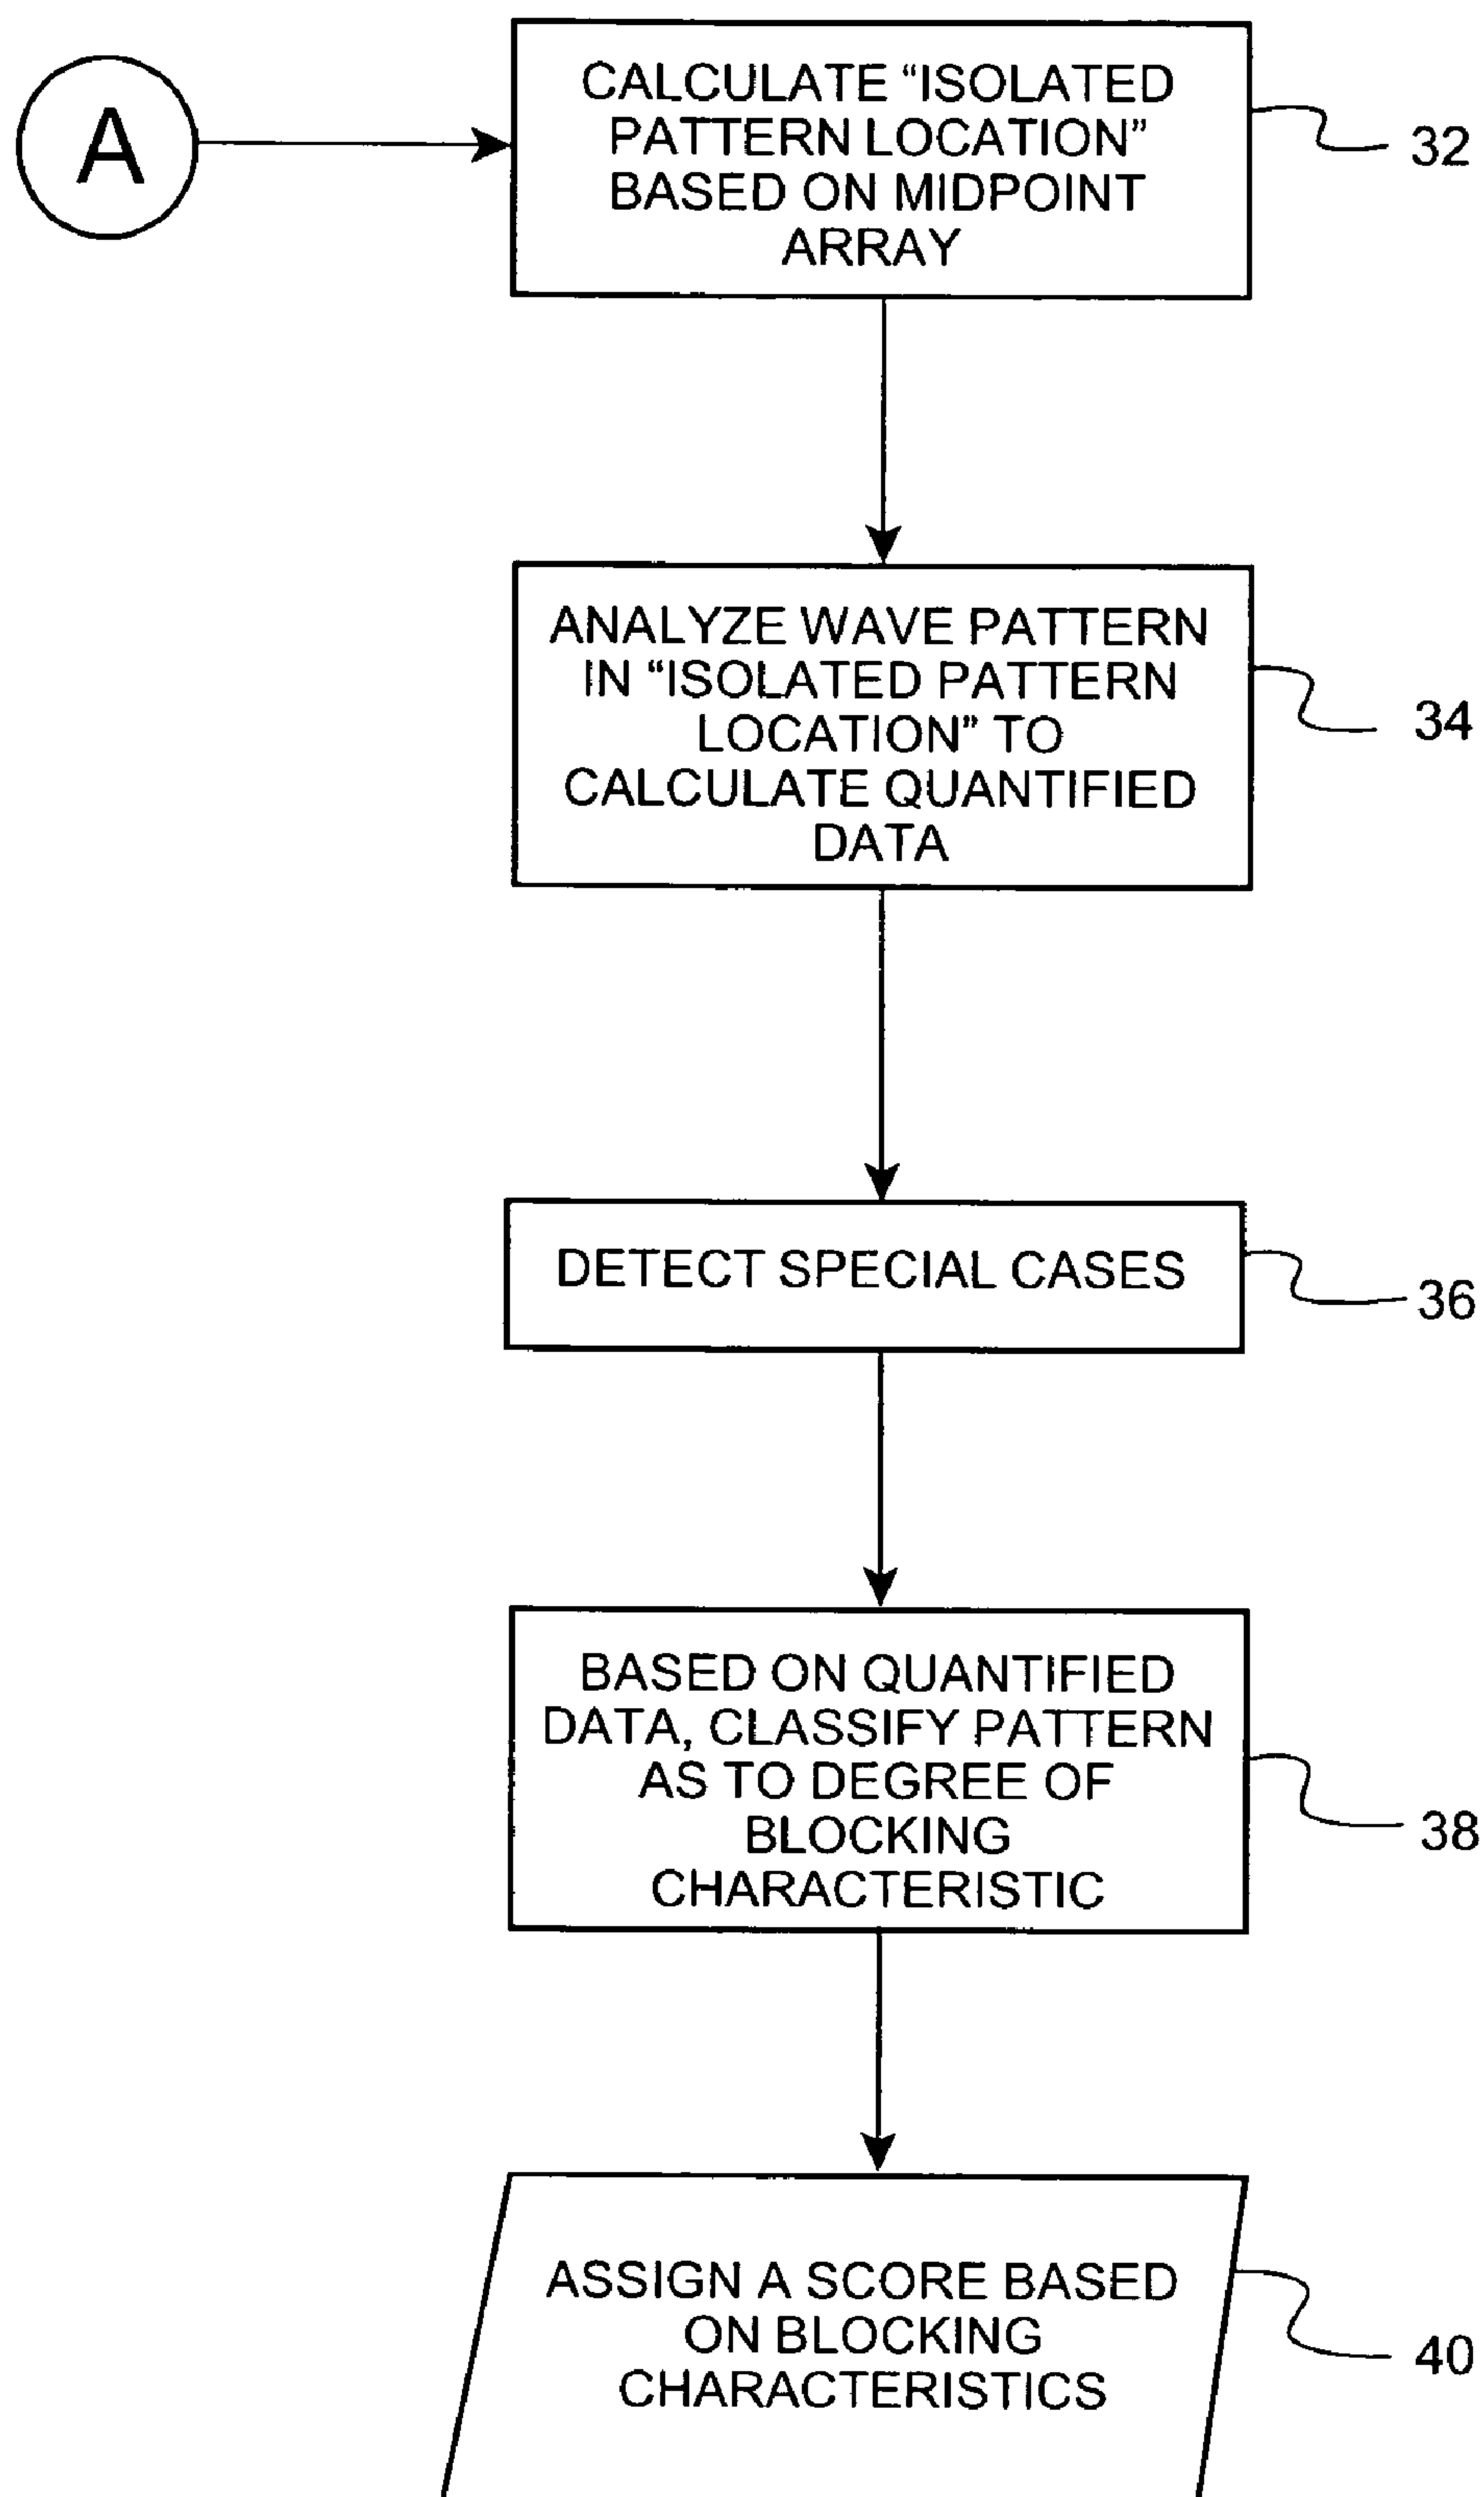 A
CALCULATE “ISOLATED
PATTERN LOCATION”
BASED ON MIDPOINT
ARRAY
32
ANALYZE WAVE PATTERN
IN “ISOLATED PATTERN
LOCATION” TO
CALCULATE QUANTIFIED
DATA
34
DETECT SPECIAL CASES
36
BASED ON QUANTIFIED
DATA, CLASSIFY PATTERN
AS TO DEGREE OF
BLOCKING
CHARACTERISTIC
38
ASSIGN A SCORE BASED
ON BLOCKING
CHARACTERISTICS
40